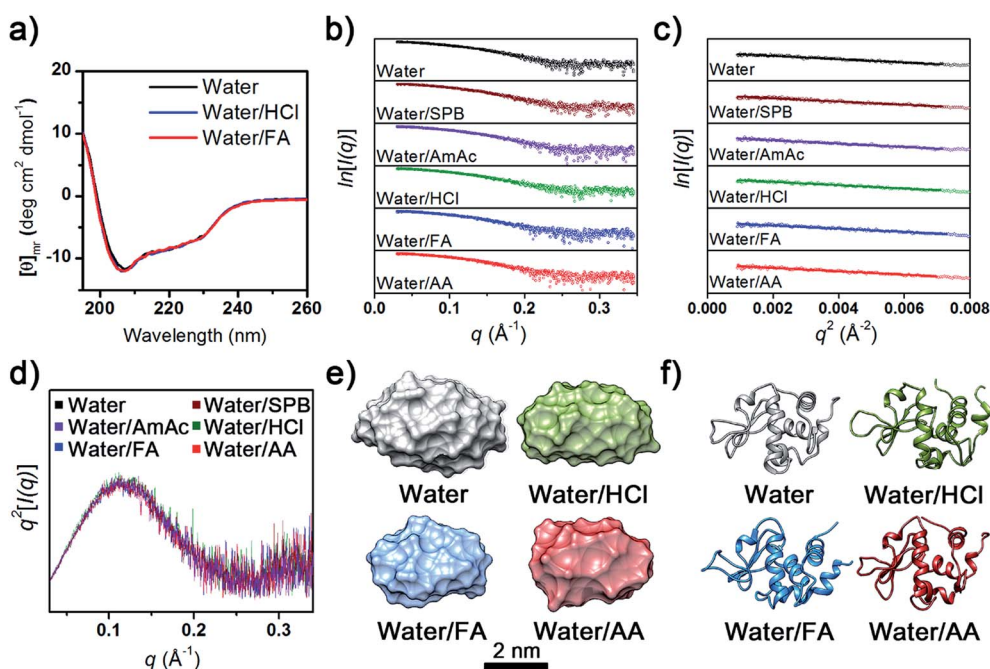 a)
[θ]mr (deg cm² dmol⁻¹)
20
10
0
-10
Water
Water/HCl
Water/FA
200 220 240 260
Wavelength (nm)
b)
ln[I(q)]
Water
Water/SPB
Water/AmAc
Water/HCl
Water/FA
Water/AA
0.0 0.1 0.2 0.3
q (Å⁻¹)
c)
ln[I(q)]
Water
Water/SPB
Water/AmAc
Water/HCl
Water/FA
Water/AA
0.000 0.002 0.004 0.006 0.008
q² (Å⁻²)
d)
q²[I(q)]
Water Water/SPB
Water/AmAc Water/HCl
Water/FA Water/AA
0.1 0.2 0.3
q (Å⁻¹)
e)
Water Water/HCl
Water/FA Water/AA
2 nm
f)
Water Water/HCl
Water/FA Water/AA